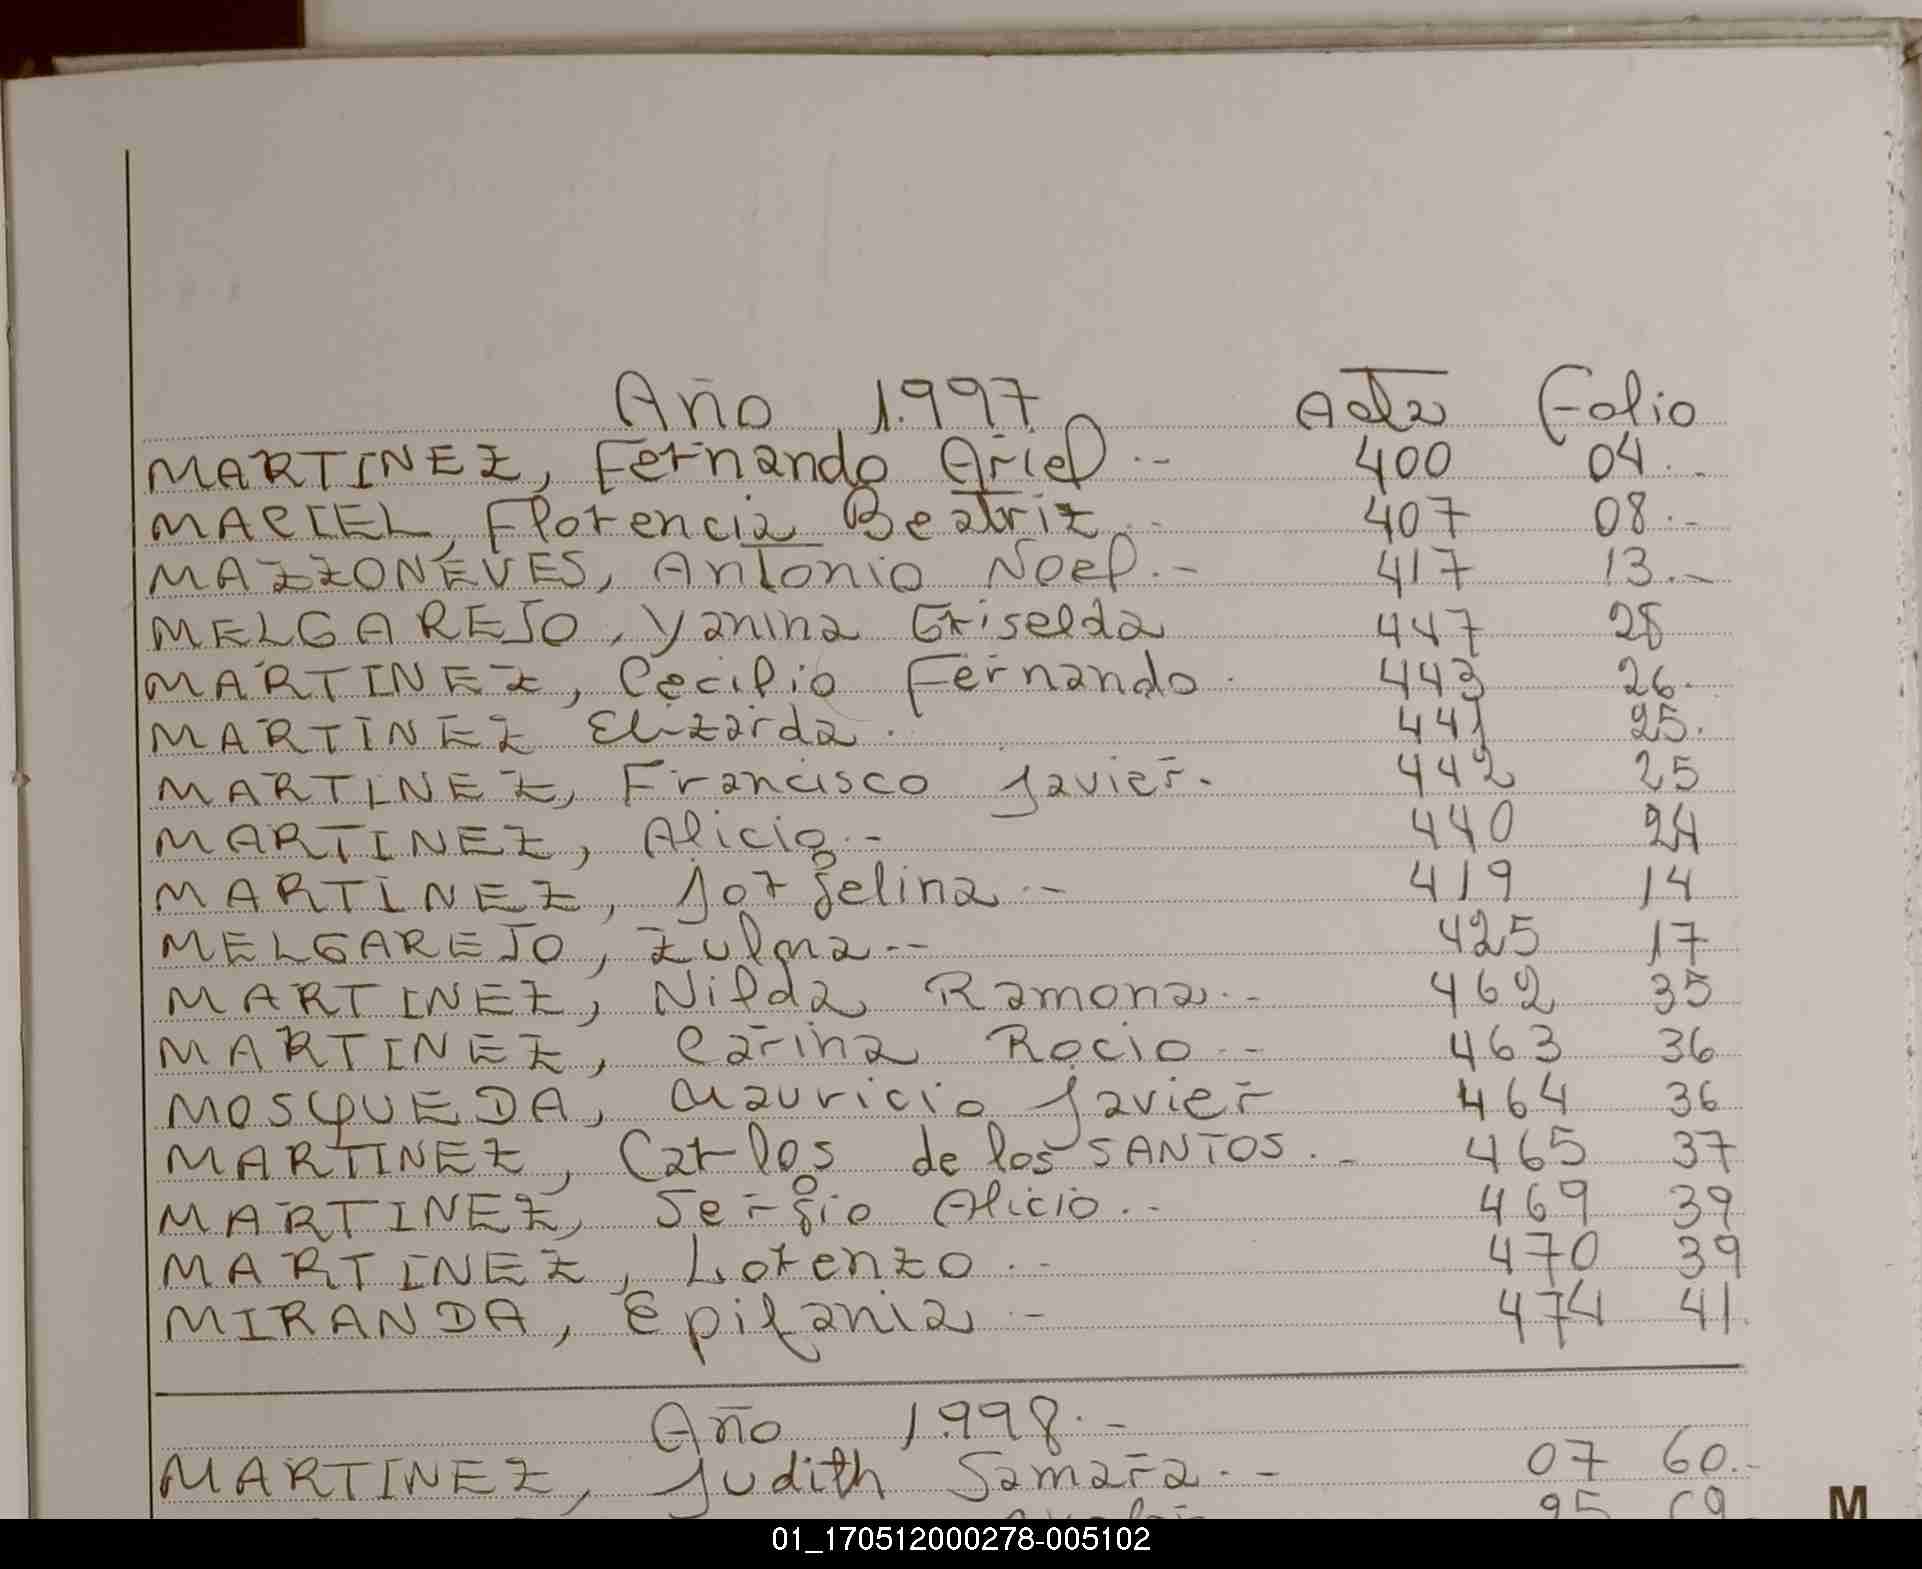 Año 1.997 Acta Folio
MARTINEZ, Fernando Ariel .- 400 04 .-
MACIEL, Florencia Beatriz .- 407 08 .-
MAZZONEVES, Antonio Noel .- 417 13 .-
MELGAREJO, Yanina Griselda 447 28
MARTINEZ, Cecilio Fernando . 443 26.
MARTINEZ Elizarda . 441 25.
MARTINEZ, Francisco Javier. 442 25
MARTINEZ, Alicio .- 440 24
MARTINEZ, Jorgelina .- 419 14
MELGAREJO, Zulma .- 425 17
MARTINEZ, Nilda Ramona .- 462 35
MARTINEZ, Carina Rocio .- 463 36
MOSQUEDA, Mauricio Javier 464 36
MARTINEZ, Carlos de los SANTOS .- 465 37
MARTINEZ, Sergio Alicio .- 469 39
MARTINEZ, Lorenzo .- 470 39
MIRANDA, Epifania .- 474 41.
Año 1.998 .-
MARTINEZ, Judith Samara .- 07 60 .-
M
01_170512000278-005102